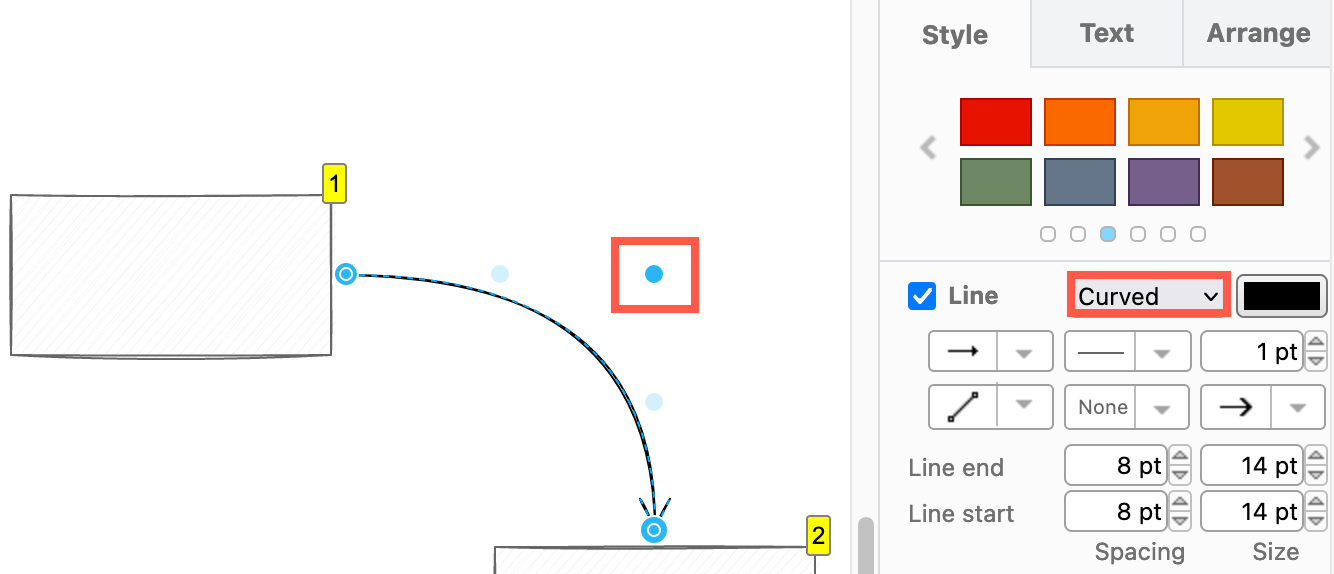 Style Text Arrange
1
Line Curved
1 pt
None
Line end 8 pt 14 pt
2
Line start 8 pt 14 pt
Spacing Size